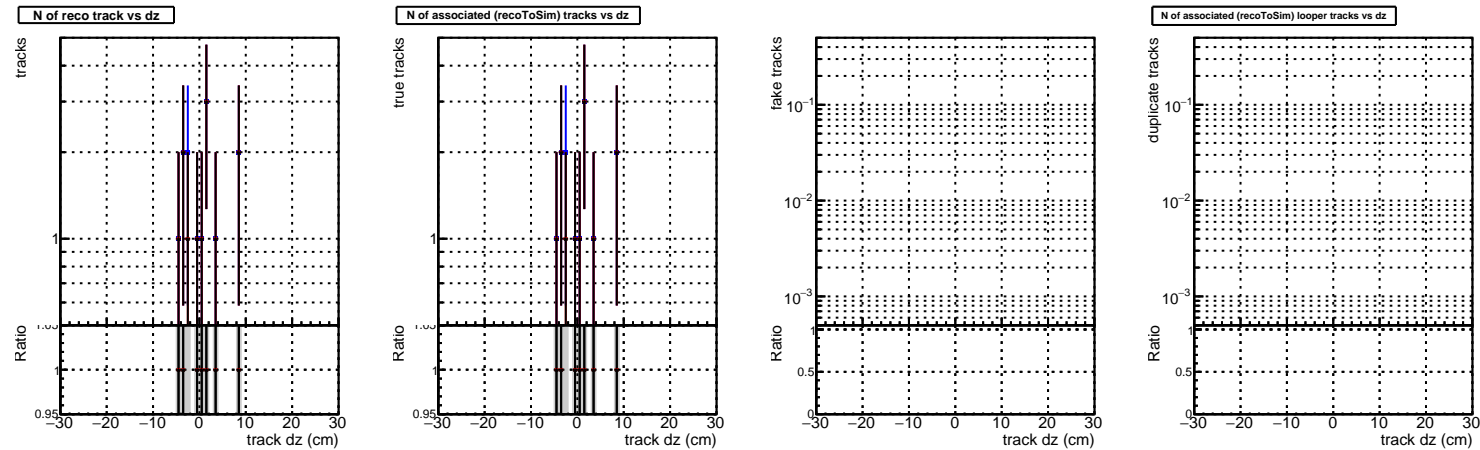 N of reco track vs dz
tracks
1
Ratio
1.05
1
0.95
−30 −20 −10 0 10 20 30
track dz (cm)
N of associated (recoToSim) tracks vs dz
true tracks
1
Ratio
1.05
1
0.95
−30 −20 −10 0 10 20 30
track dz (cm)
fake tracks
10−1
10−2
10−3
Ratio
1
0.5
0
−30 −20 −10 0 10 20 30
track dz (cm)
N of associated (recoToSim) looper tracks vs dz
duplicate tracks
10−1
10−2
10−3
Ratio
1
0.5
0
−30 −20 −10 0 10 20 30
track dz (cm)